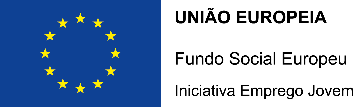 UNIÃO EUROPEIA
Fundo Social Europeu
Iniciativa Emprego Jovem